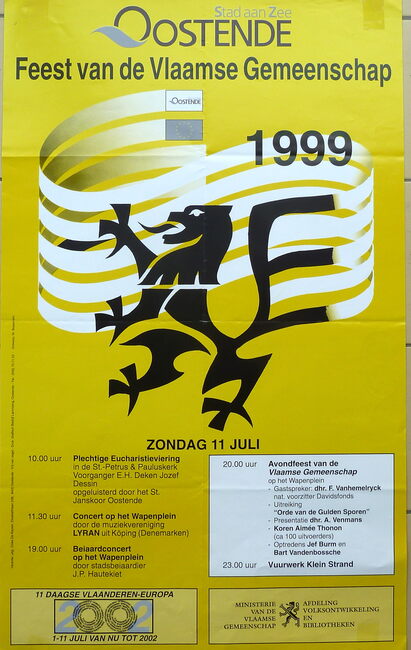 Stad aan Zee
OOSTENDE
Feest van de Vlaamse Gemeenschap
OOSTENDE
1999
ZONDAG 11 JULI
10.00 uur Plechtige Eucharistieviering
in de St.-Petrus & Pauluskerk
Voorganger E.H. Deken Jozef
Dessin
opgeluisterd door het St.
Janskoor Oostende
11.30 uur Concert op het Wapenplein
door de muziekvereniging
LYRAN uit Köping (Denemarken)
19.00 uur Beiaardconcert
op het Wapenplein
door stadsbeiaardier
J.P. Hautekiet
20.00 uur Avondfeest van de
Vlaamse Gemeenschap
op het Wapenplein
- Gastspreker: dhr. F. Vanhemelryck
nat. voorzitter Davidsfonds
- Uitreiking
"Orde van de Gulden Sporen"
- Presentatie dhr. A. Venmans
- Koren Aimée Thonon
(ca 100 uitvoerders)
- Optredens Jef Burm en
Bart Vandenbossche
23.00 uur Vuurwerk Klein Strand
11 DAAGSE VLAANDEREN-EUROPA
2002
1-11 JULI VAN NU TOT 2002
MINISTERIE
VAN DE
VLAAMSE
GEMEENSCHAP
AFDELING
VOLKSONTWIKKELING
EN
BIBLIOTHEKEN